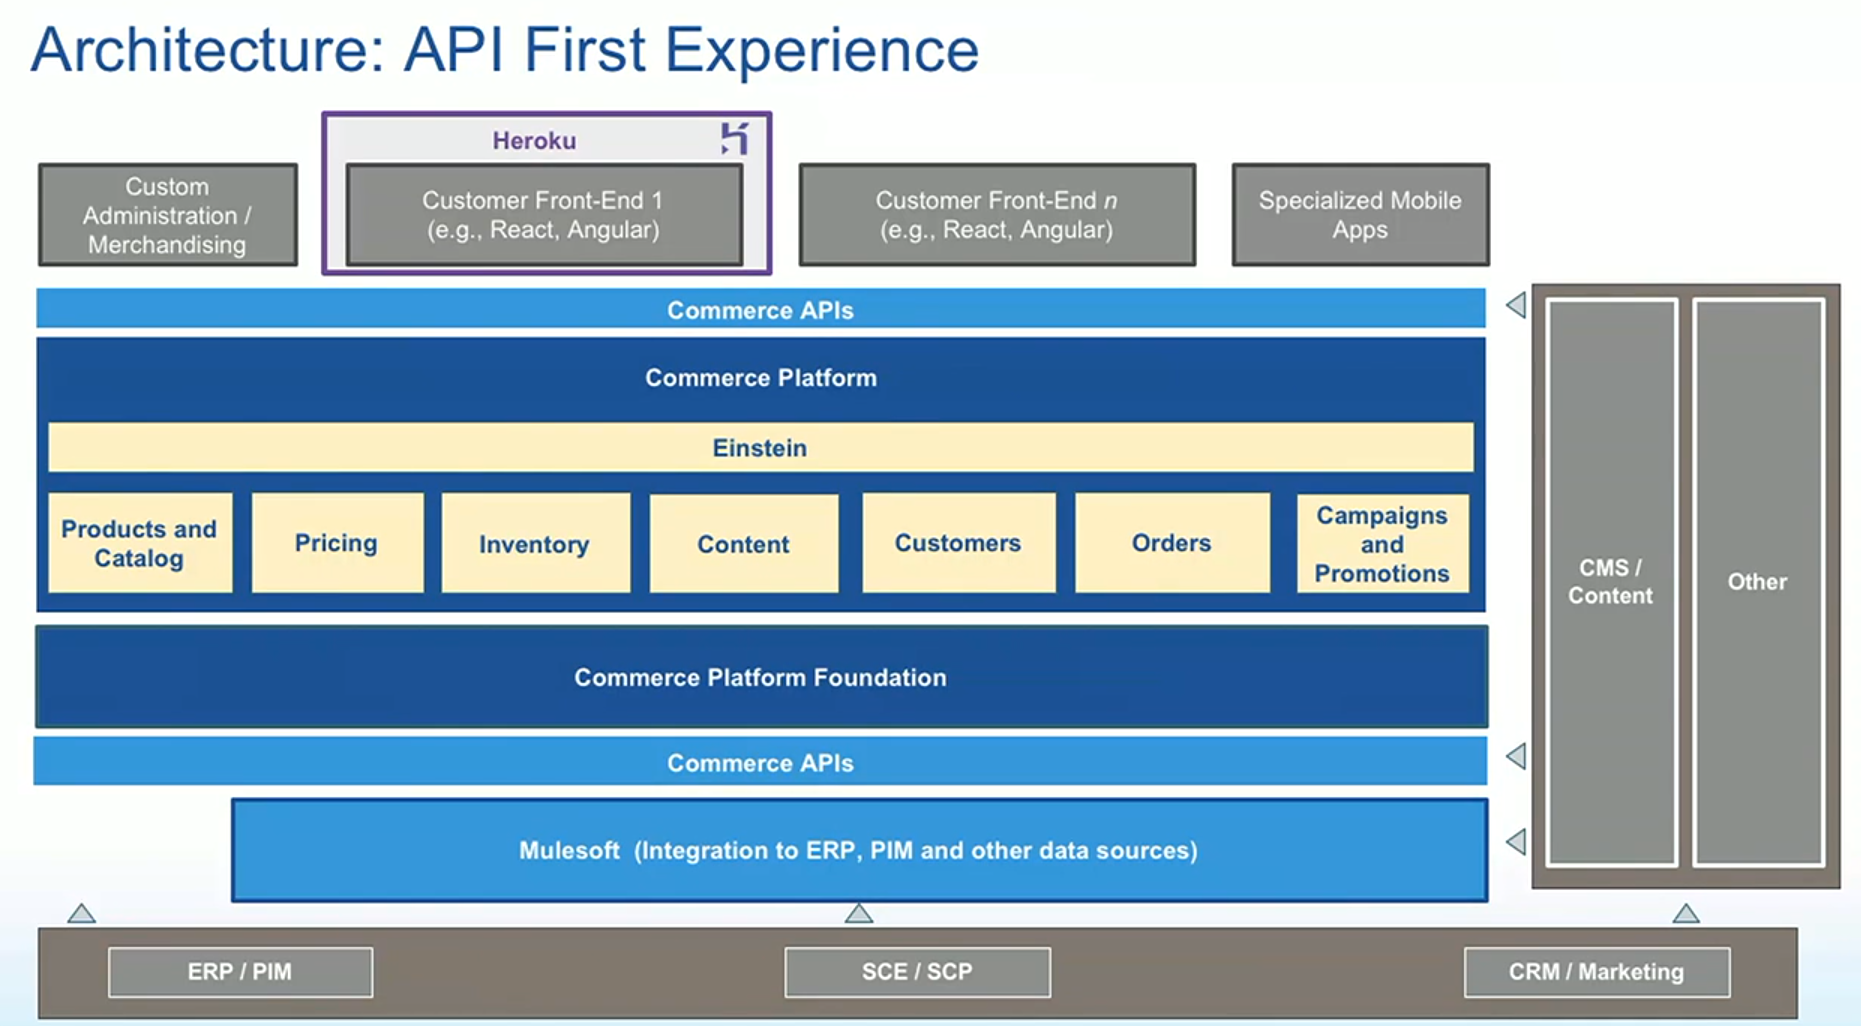 Architecture: API First Experience
Heroku
Custom
Administration /
Merchandising
Customer Front-End 1
(e.g., React, Angular)
Customer Front-End n
(e.g., React, Angular)
Specialized Mobile
Apps
Commerce APIs
Commerce Platform
Einstein
Products and
Catalog
Pricing
Inventory
Content
Customers
Orders
Campaigns
and
Promotions
CMS /
Content
Other
Commerce Platform Foundation
Commerce APIs
Mulesoft (Integration to ERP, PIM and other data sources)
ERP / PIM
SCE / SCP
CRM / Marketing